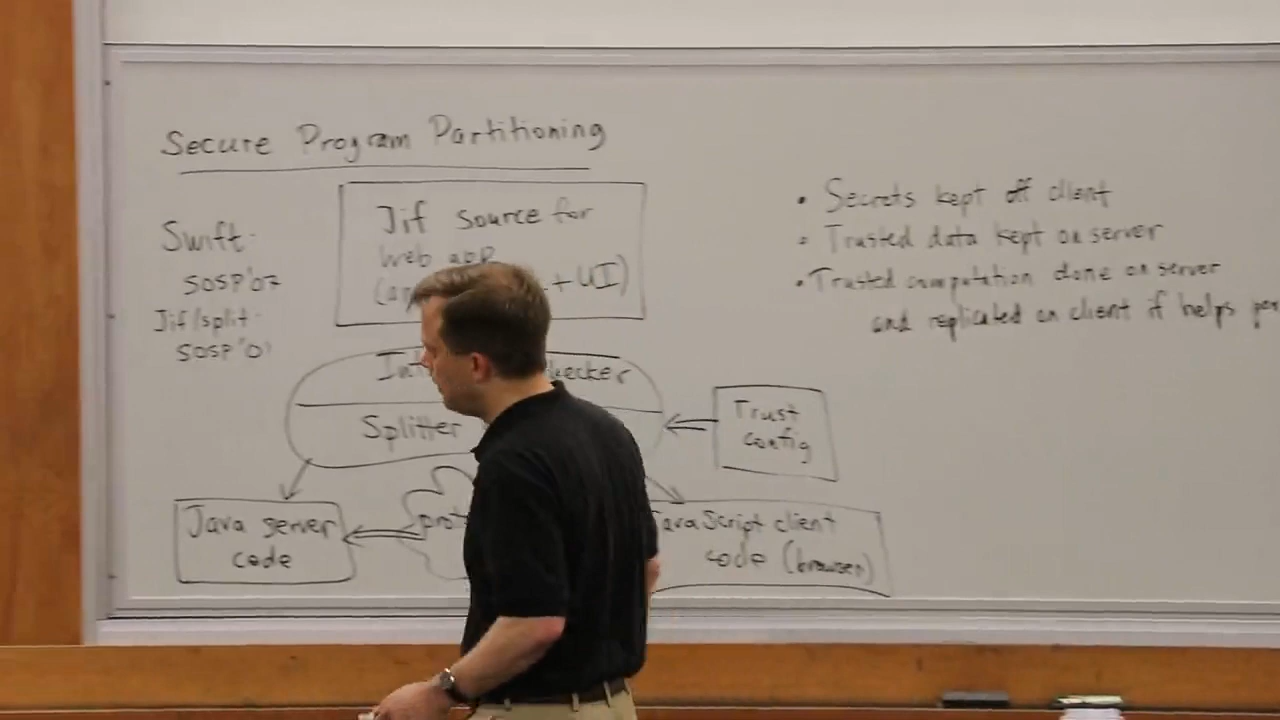 Secure Program Partitioning
Swift:
SOSP'07
Jif/split:
SOSP'01
Jif source for
web app
+ UI)
Splitter
Trust
config
Java server
code
JavaScript client
code (browser)
• Secrets kept off client
• Trusted data kept on server
• Trusted computation done on server
and replicated on client if helps